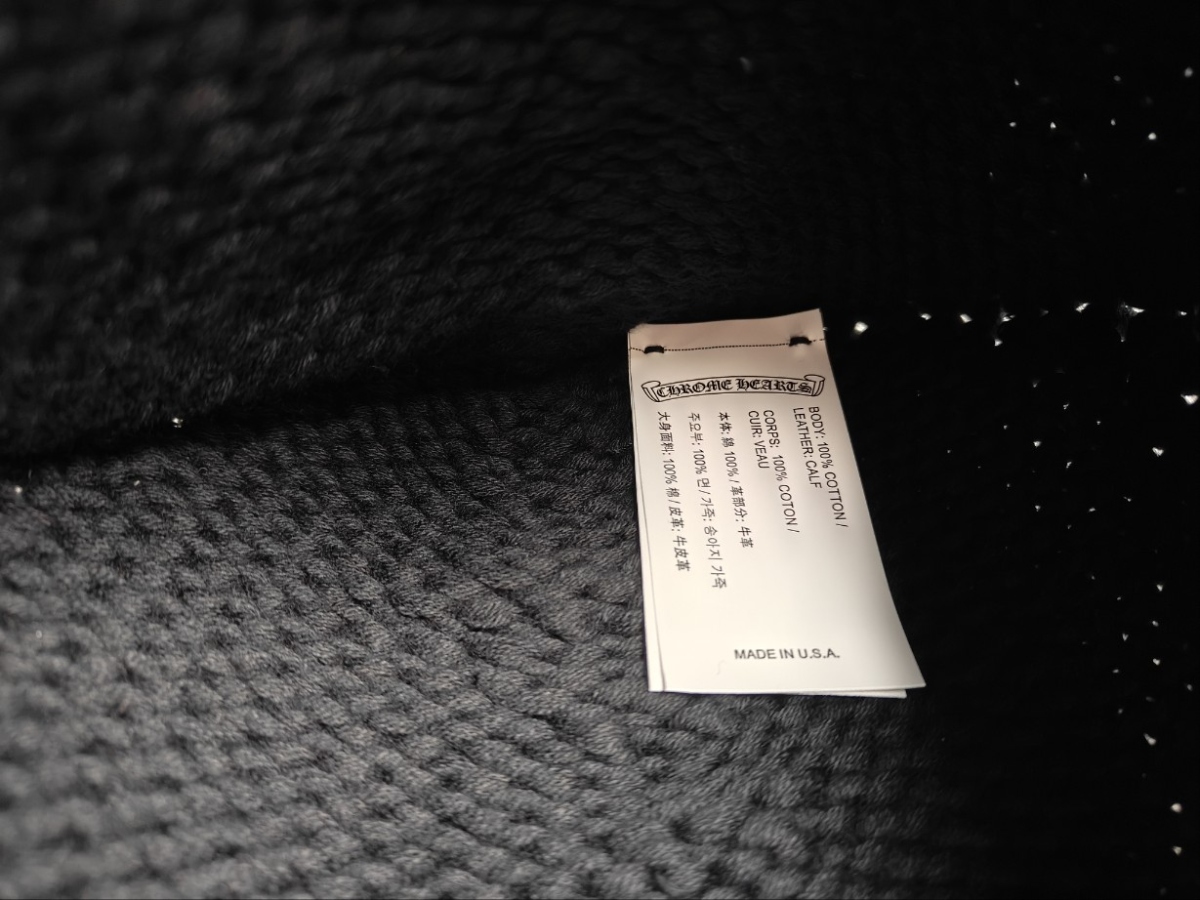 CHROME HEARTS
BODY: 100% COTTON /
LEATHER: CALF
CORPS: 100% COTON /
CUIR: VEAU
本体: 綿 100% / 革部分: 牛革
주요부: 100% 면 / 가죽: 송아지 가죽
大身面料: 100% 棉 / 皮革: 牛皮革
MADE IN U.S.A.